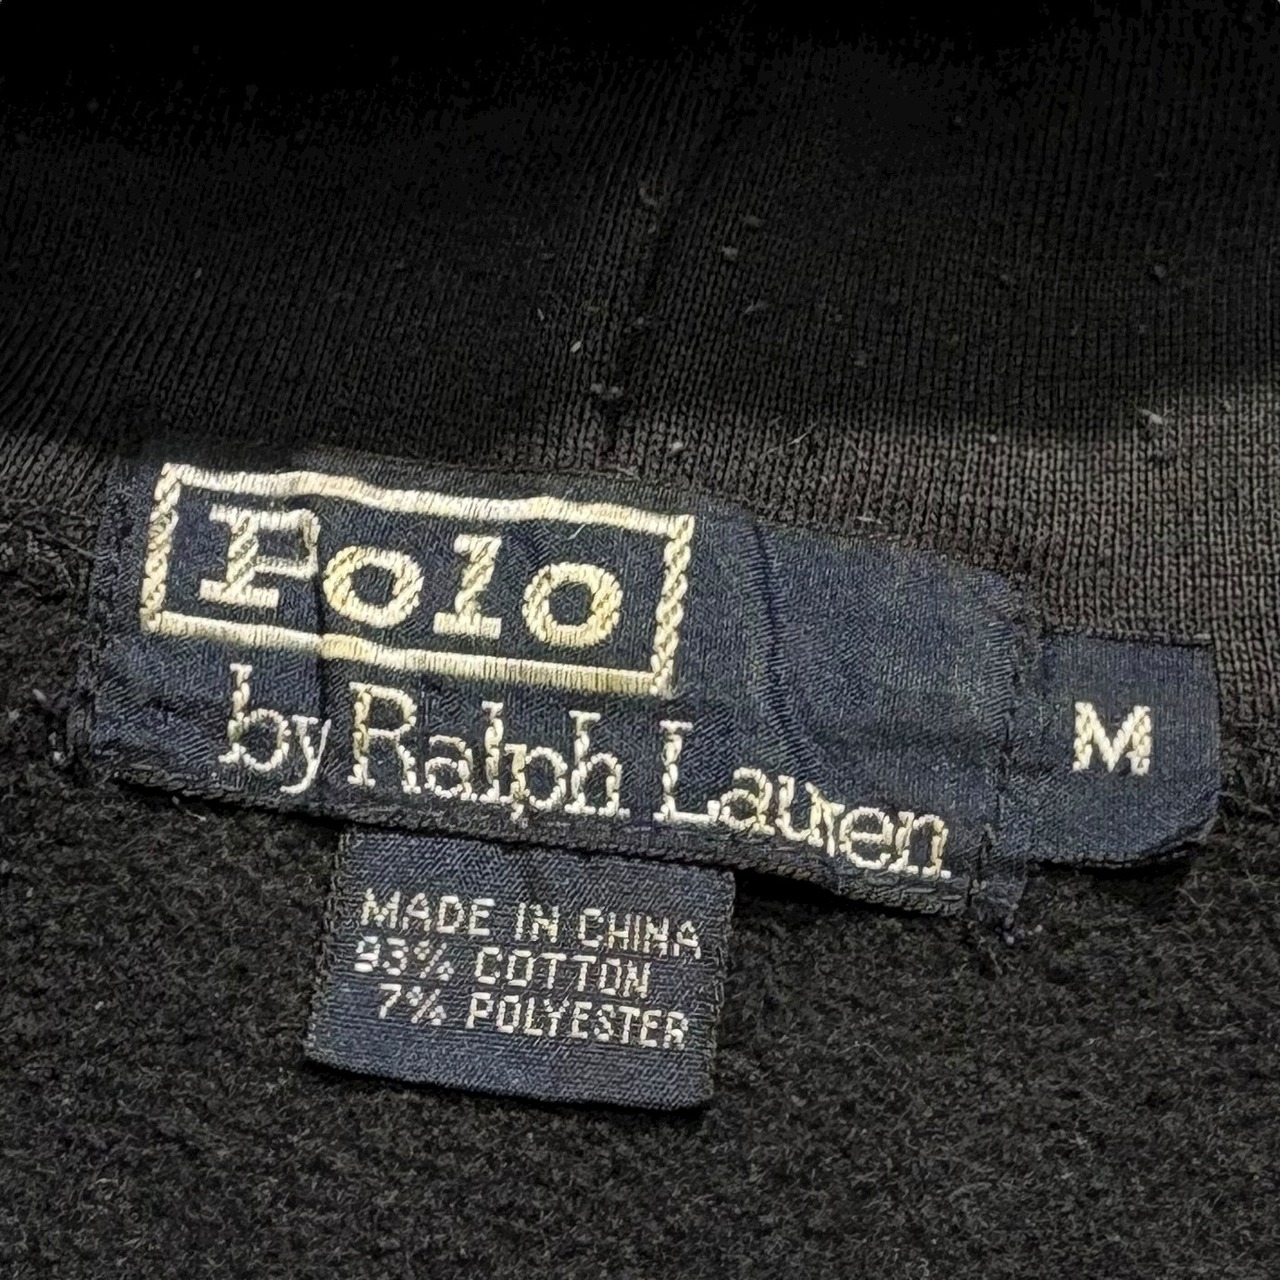 Polo
by Ralph Lauren
M
MADE IN CHINA
93% COTTON
7% POLYESTER